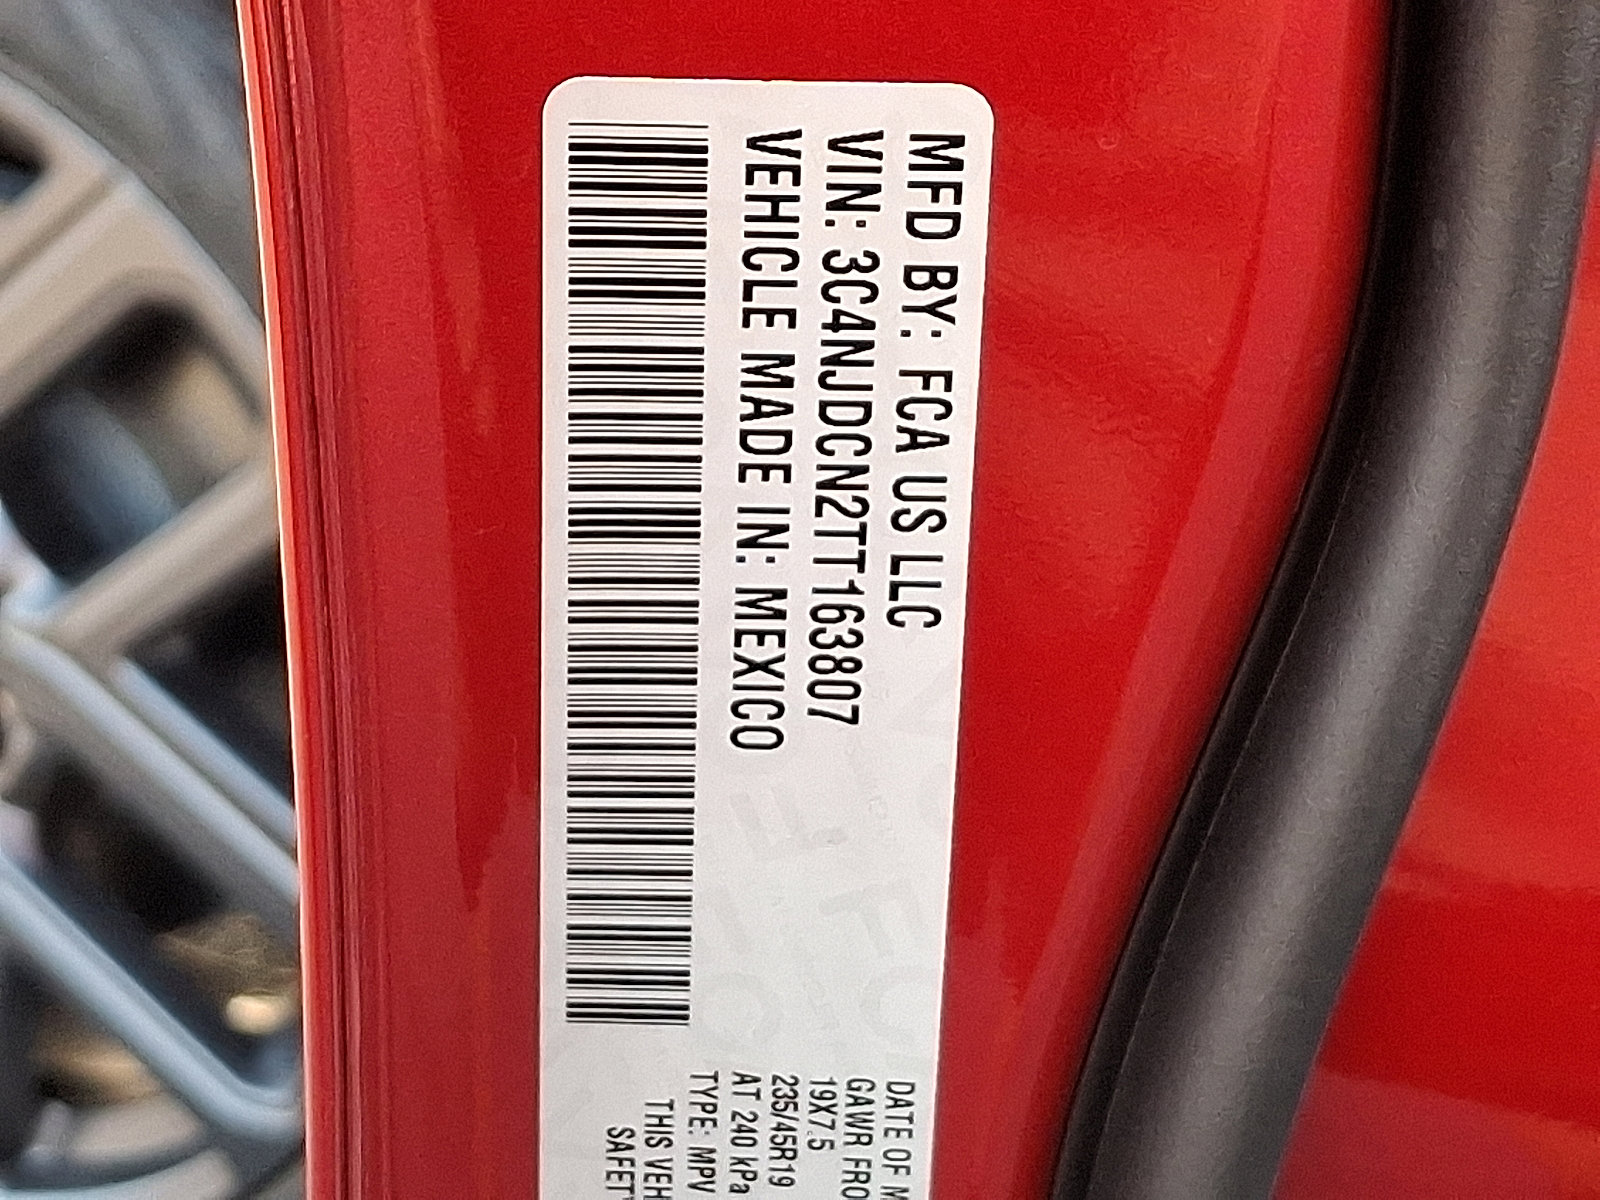 MFD BY: FCA US LLC
VIN: 3C4NJDCN2TT163807
VEHICLE MADE IN: MEXICO
DATE OF M
GAWR FRO
19X7.5
235/45R19
AT 240 kPa
TYPE: MPV
THIS VEH
SAFETY